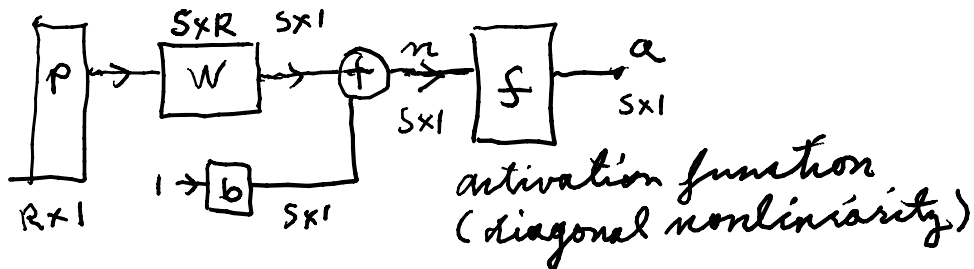 S×R S×1
P W + n f a
S×1 S×1
1 b
R×1 S×1
activation function
(diagonal nonlinearity)